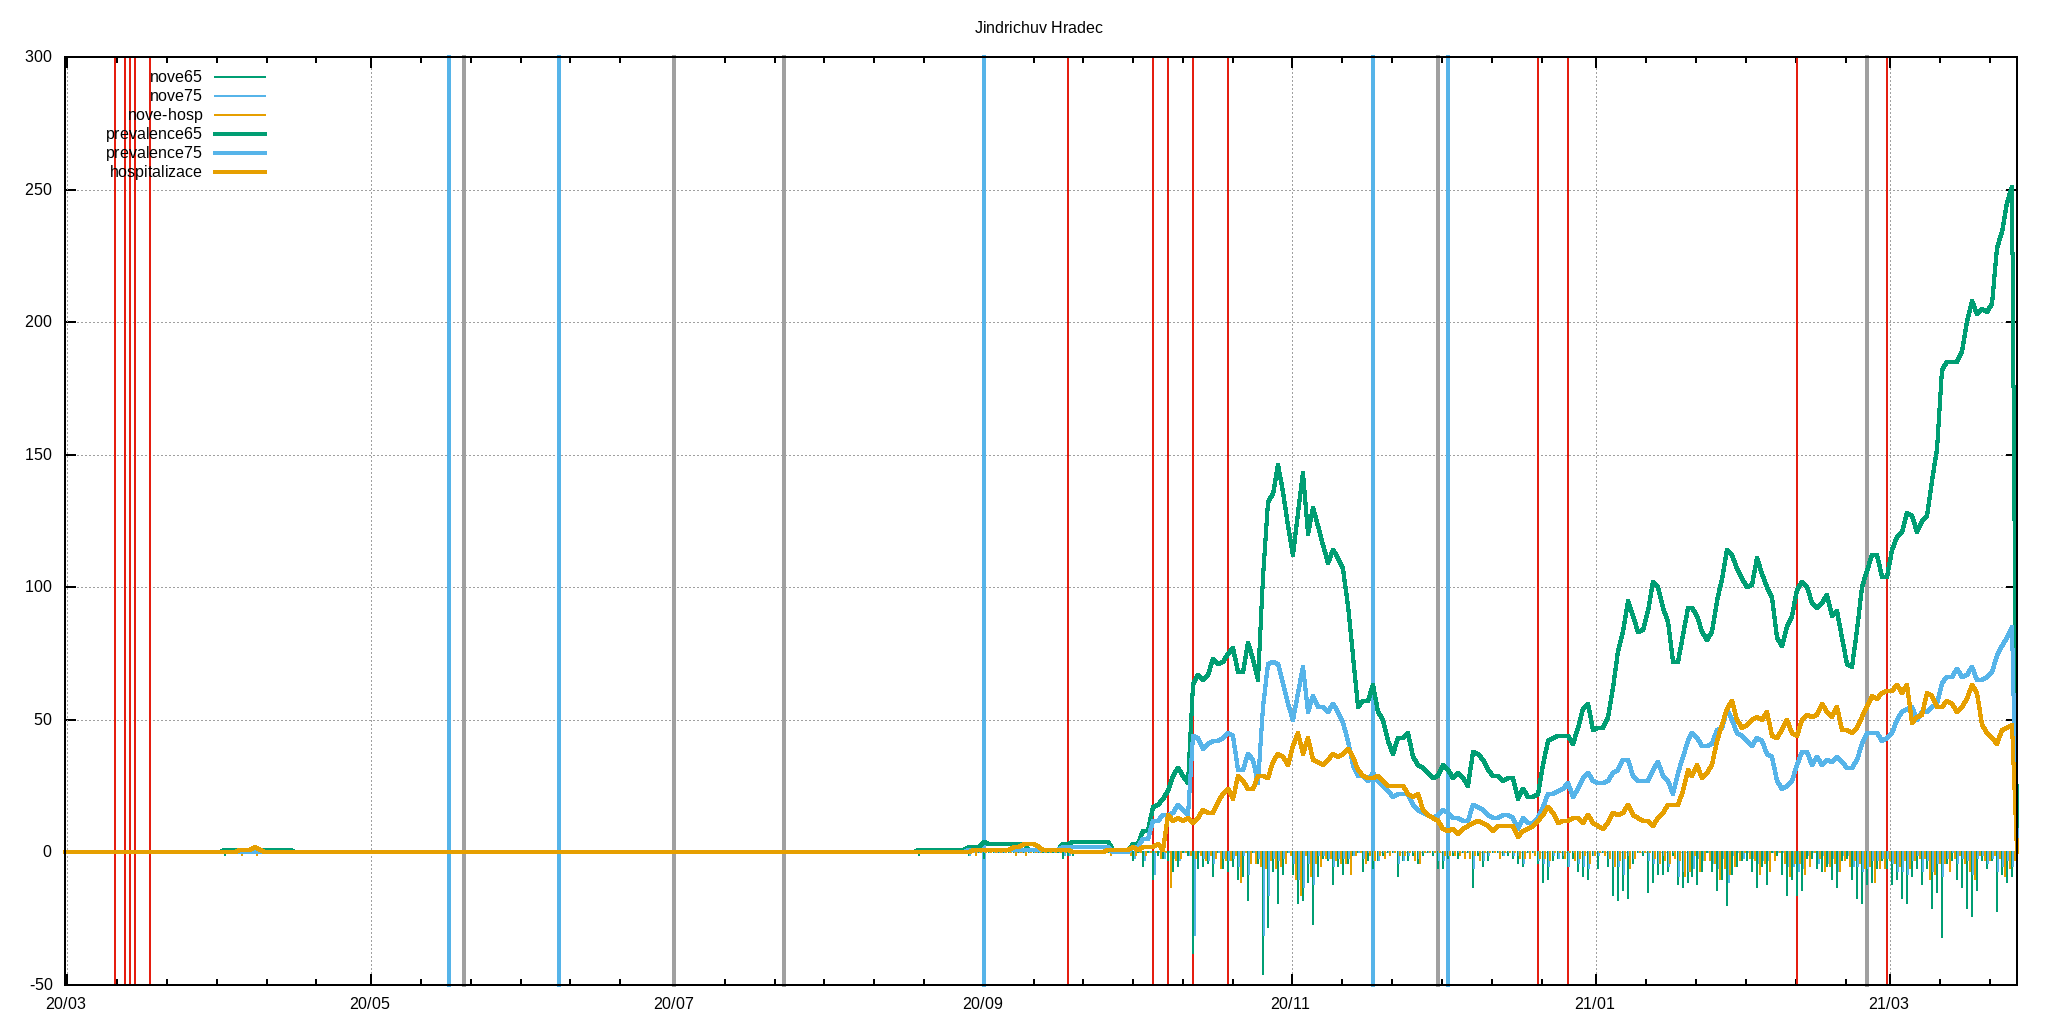 Jindrichuv Hradec
300
nove65
nove75
nove-hosp
prevalence65
prevalence75
hospitalizace
250
200
150
100
50
0
-50
20/03 20/05 20/07 20/09 20/11 21/01 21/03